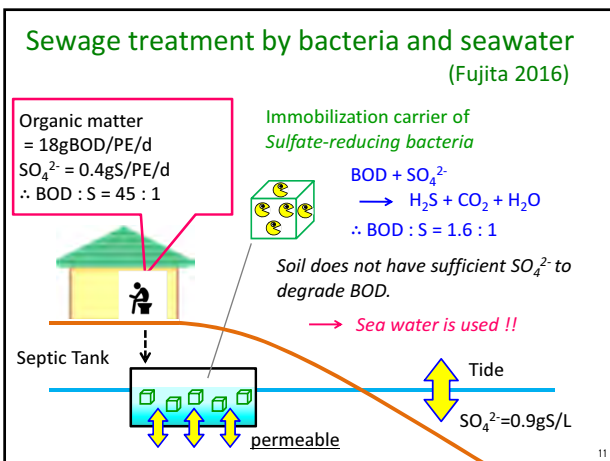 Sewage treatment by bacteria and seawater
(Fujita 2016)
Organic matter
= 18gBOD/PE/d
SO₄²⁻ = 0.4gS/PE/d
∴ BOD : S = 45 : 1
Immobilization carrier of
Sulfate-reducing bacteria
BOD + SO₄²⁻
→ H₂S + CO₂ + H₂O
∴ BOD : S = 1.6 : 1
Soil does not have sufficient SO₄²⁻ to
degrade BOD.
→ Sea water is used !!
Septic Tank
Tide
SO₄²⁻=0.9gS/L
permeable
11